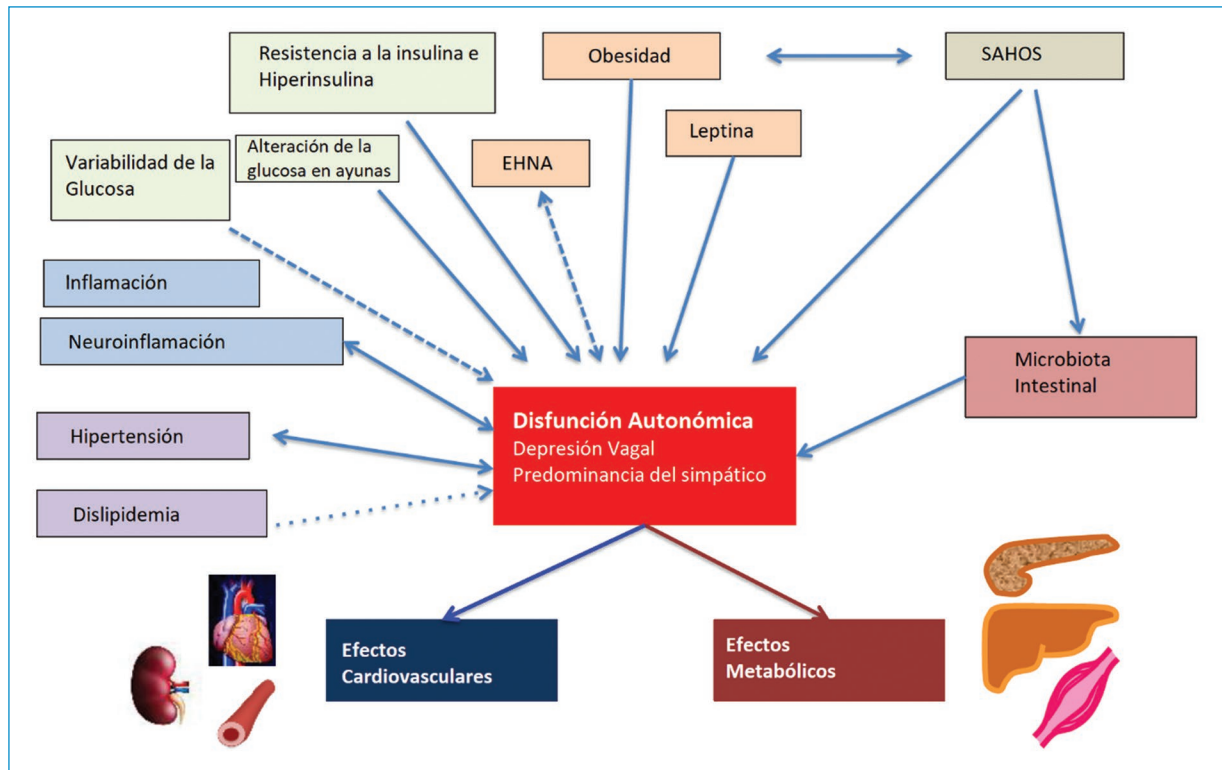 Resistencia a la insulina e
Hiperinsulina
Obesidad
SAHOS
Leptina
Variabilidad de la
Glucosa
Alteración de la
glucosa en ayunas
EHNA
Inflamación
Neuroinflamación
Microbiota
Intestinal
Hipertensión
Disfunción Autonómica
Depresión Vagal
Predominancia del simpático
Dislipidemia
Efectos
Cardiovasculares
Efectos
Metabólicos